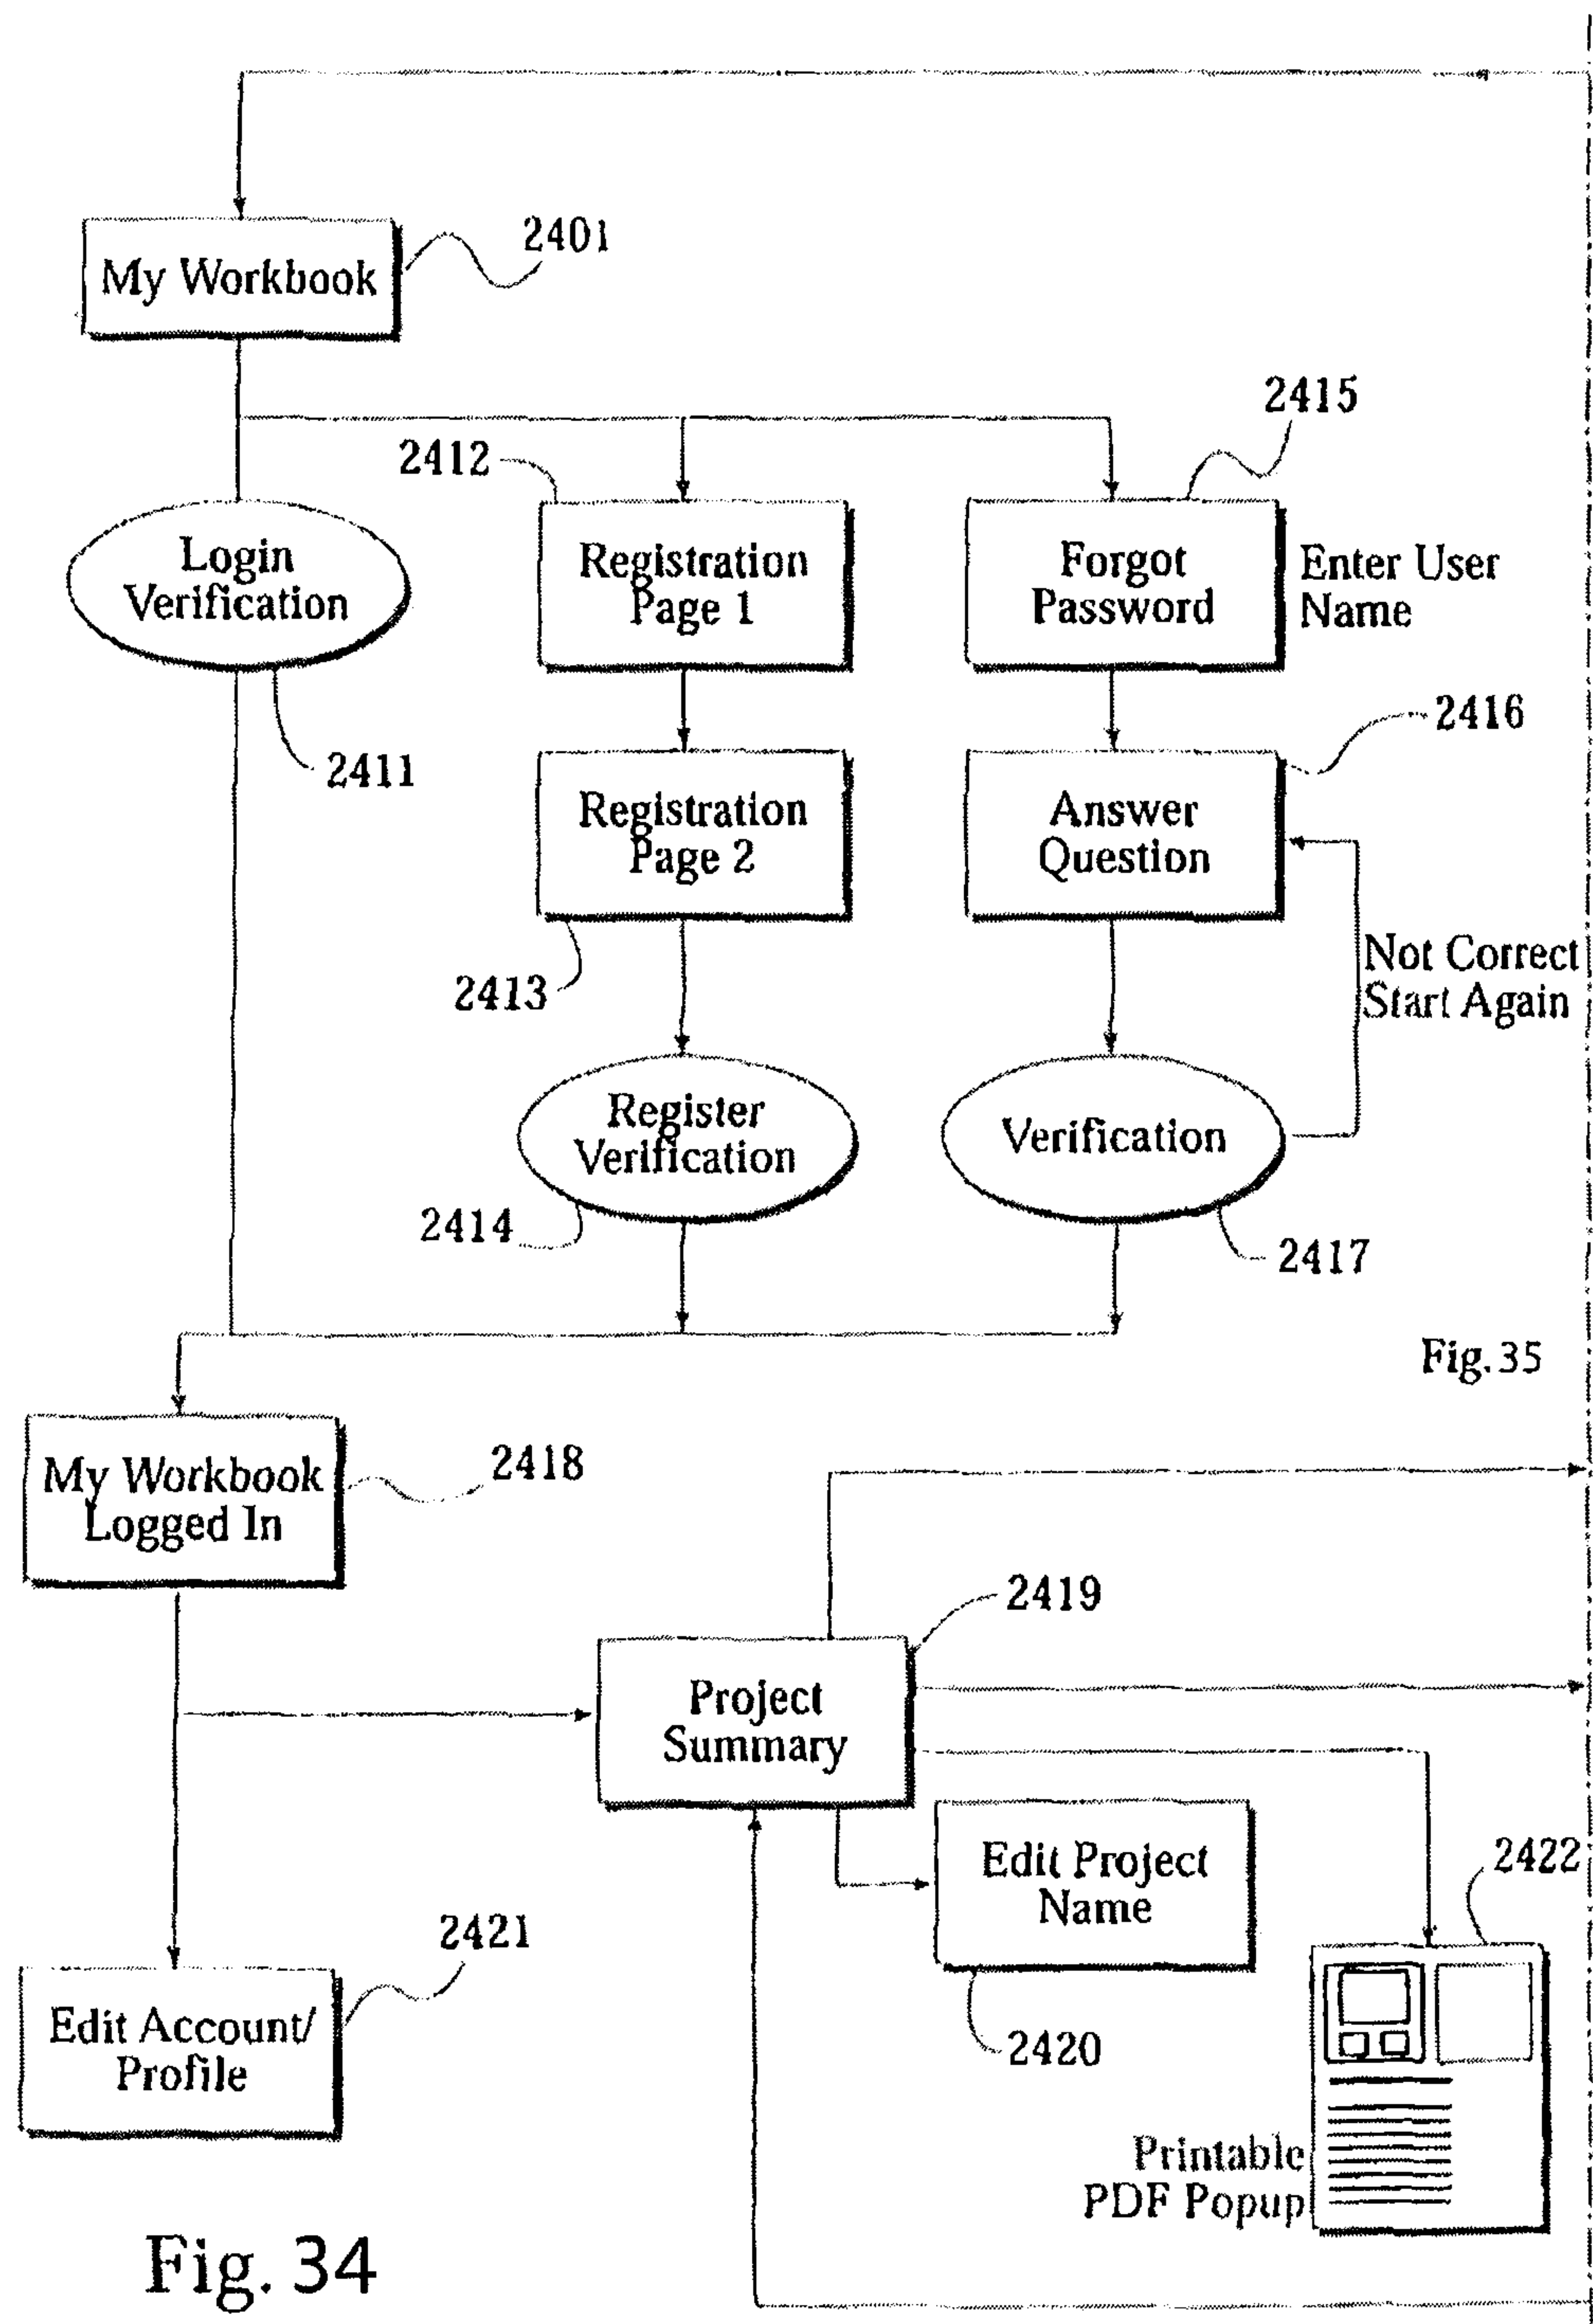 My Workbook
2401
2415
2412
Login
Verification
Registration
Page 1
Forgot
Password
Enter User
Name
2411
2416
Registration
Page 2
Answer
Question
2413
Not Correct
Start Again
Register
Verification
Verification
2414
2417
Fig. 35
My Workbook
Logged In
2418
2419
Project
Summary
Edit Project
Name
2422
2421
Edit Account/
Profile
2420
Printable
PDF Popup
Fig. 34